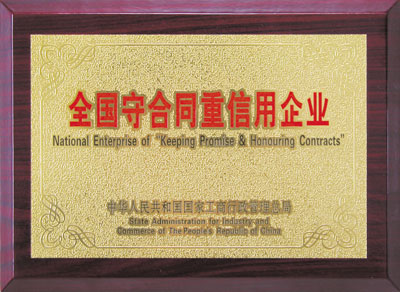 全国守合同重信用企业
National Enterprise of "Keeping Promise & Honouring Contracts"
中华人民共和国国家工商行政管理总局
State Administration for Industry and
Commerce of The People's Republic of China